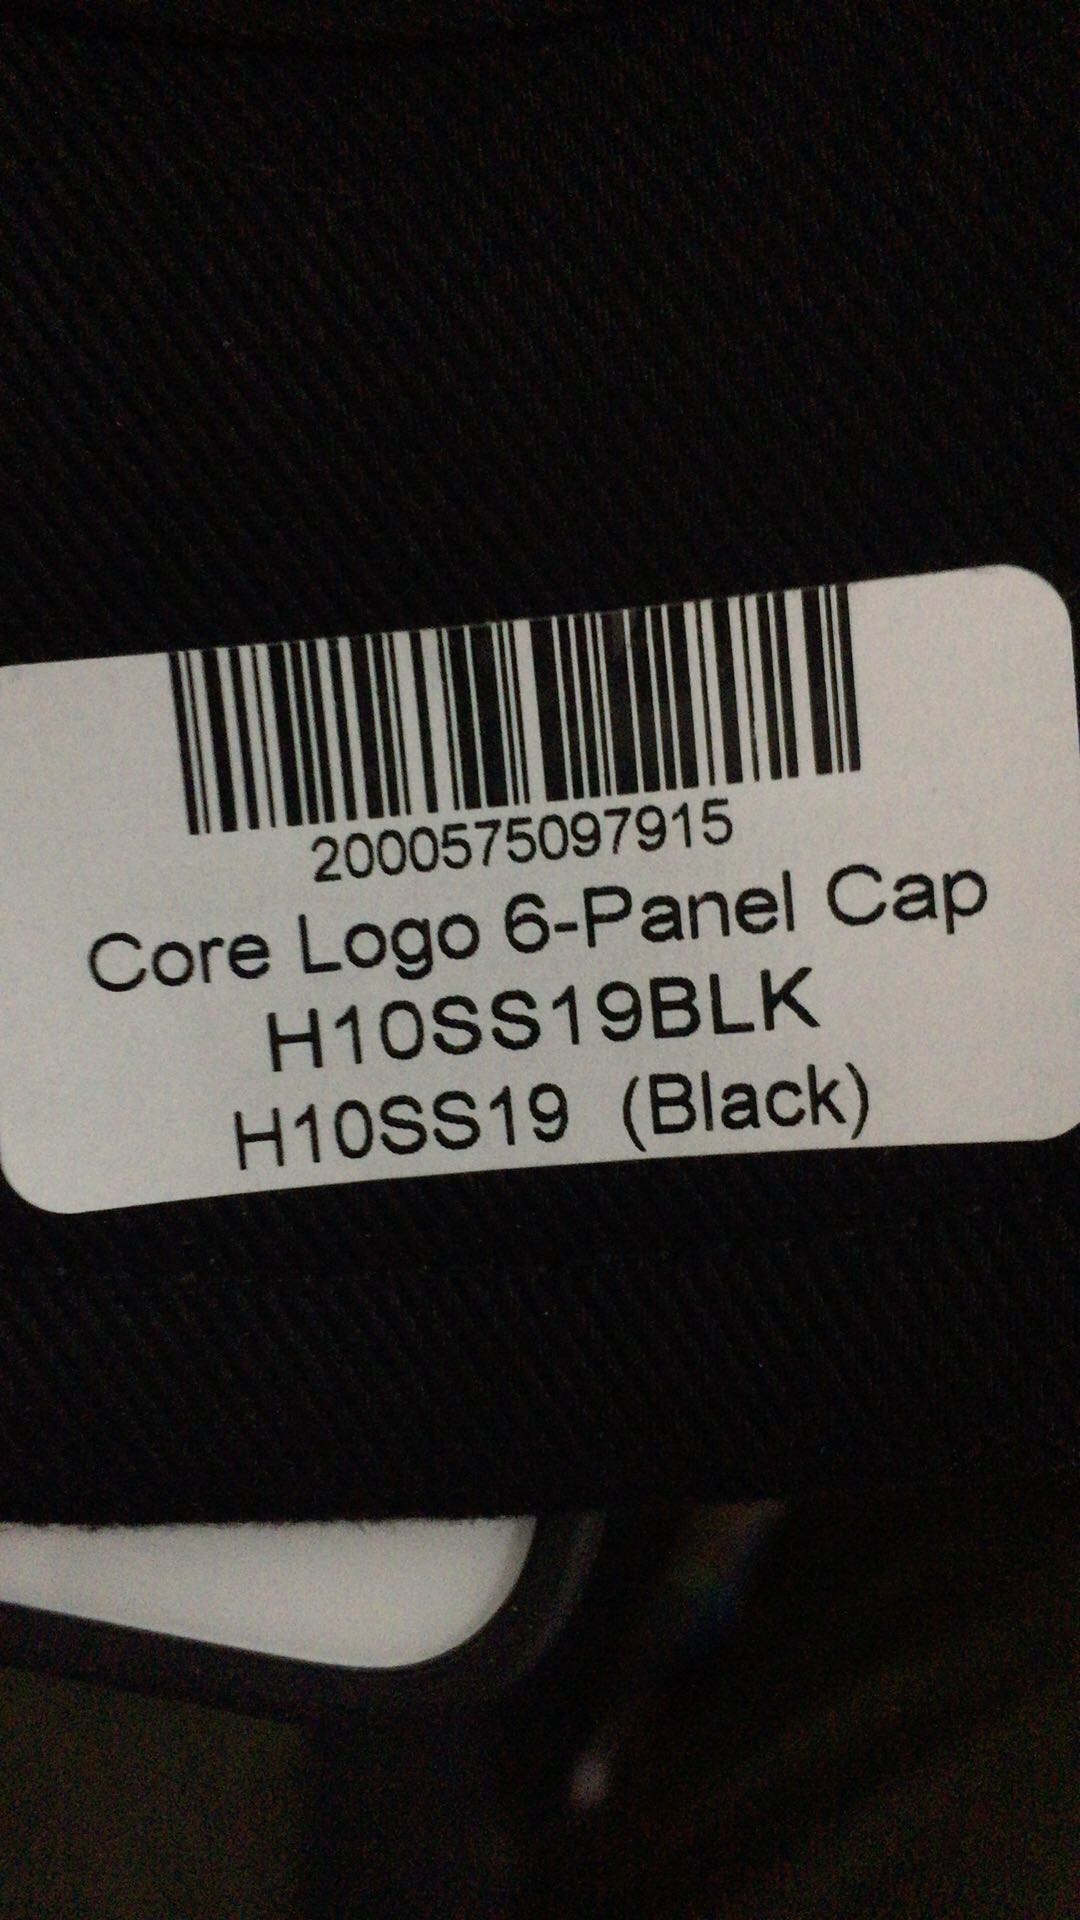 2000575097915
Core Logo 6-Panel Cap
H10SS19BLK
H10SS19 (Black)